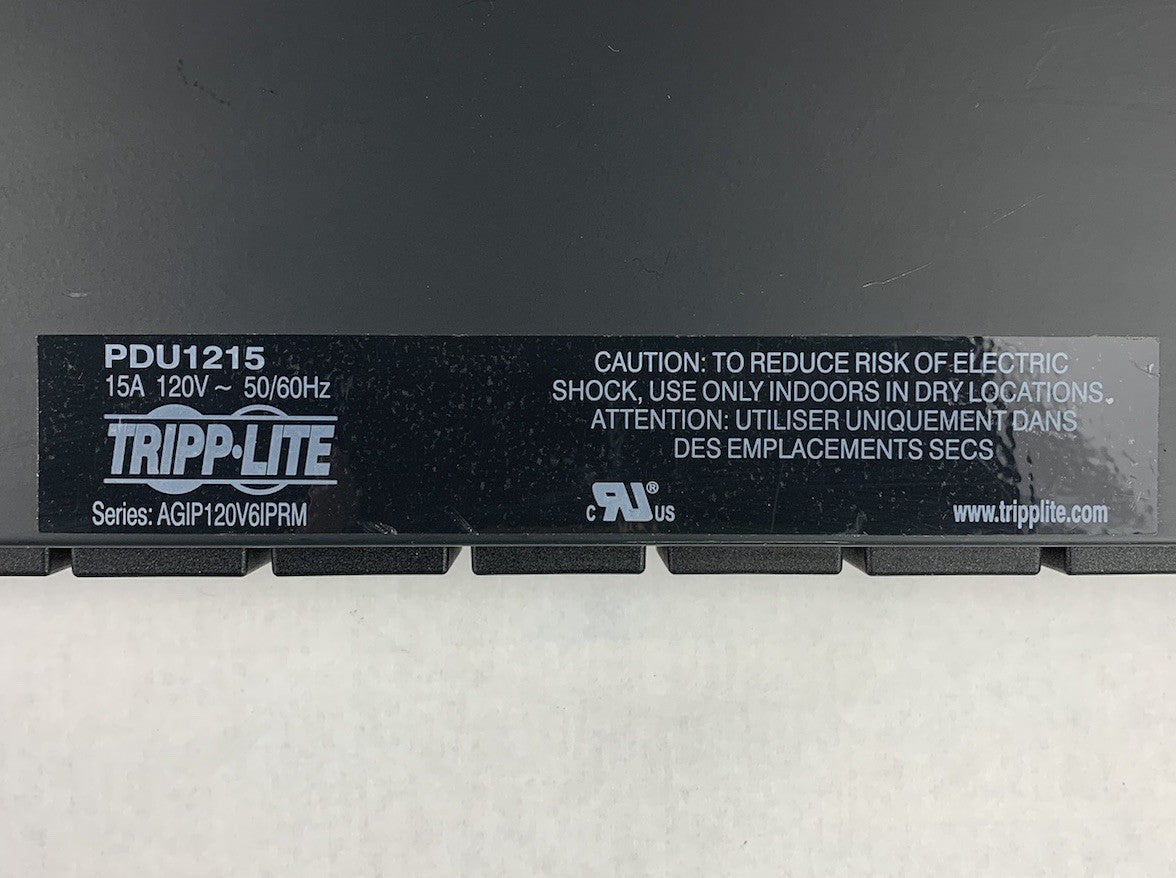 PDU1215
15A 120V ~ 50/60Hz
TRIPP·LITE
Series: AGIP120V6IPRM
CAUTION: TO REDUCE RISK OF ELECTRIC
SHOCK, USE ONLY INDOORS IN DRY LOCATIONS.
ATTENTION: UTILISER UNIQUEMENT DANS
DES EMPLACEMENTS SECS
c RU® US
www.tripplite.com